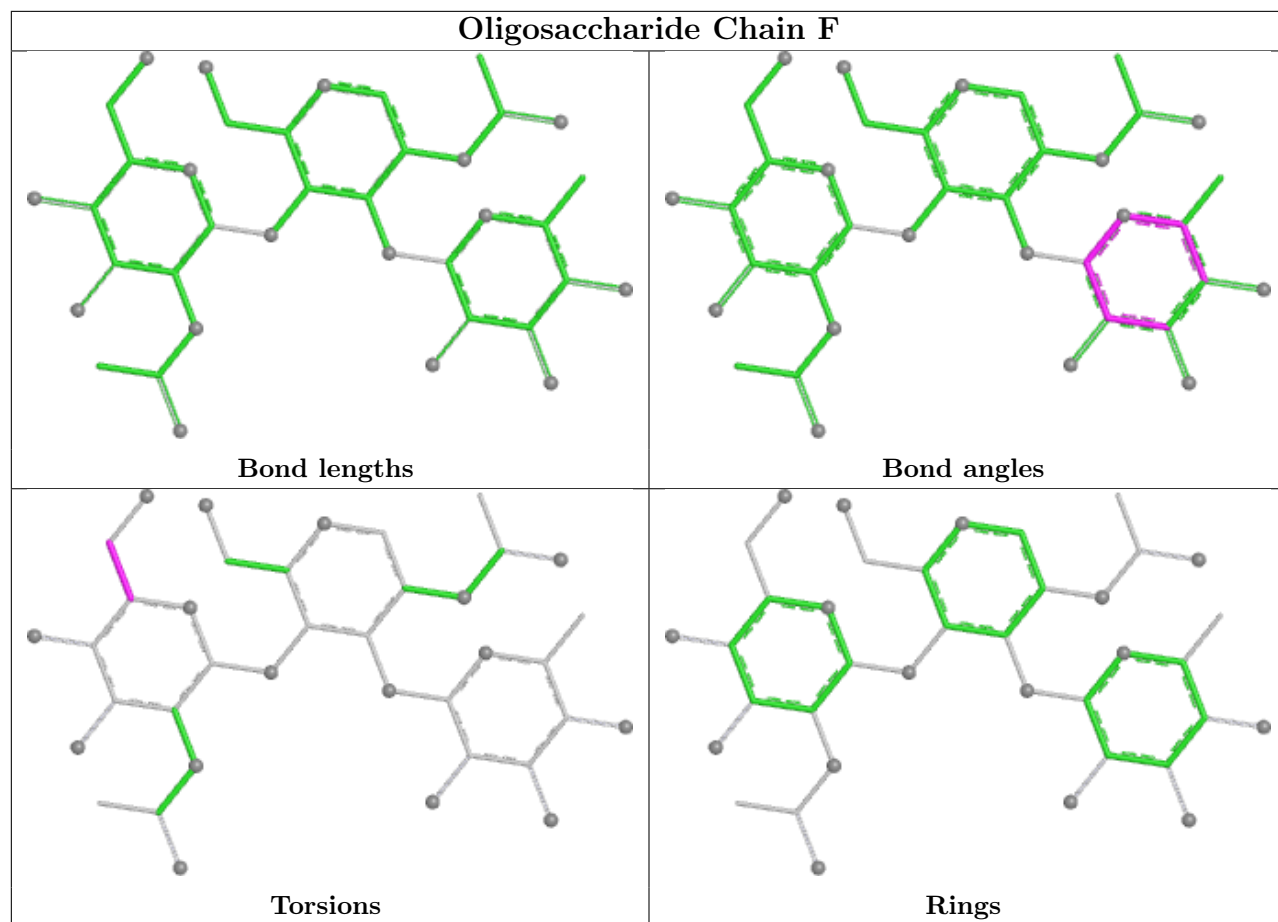 Oligosaccharide Chain F
Bond lengths
Bond angles
Torsions
Rings